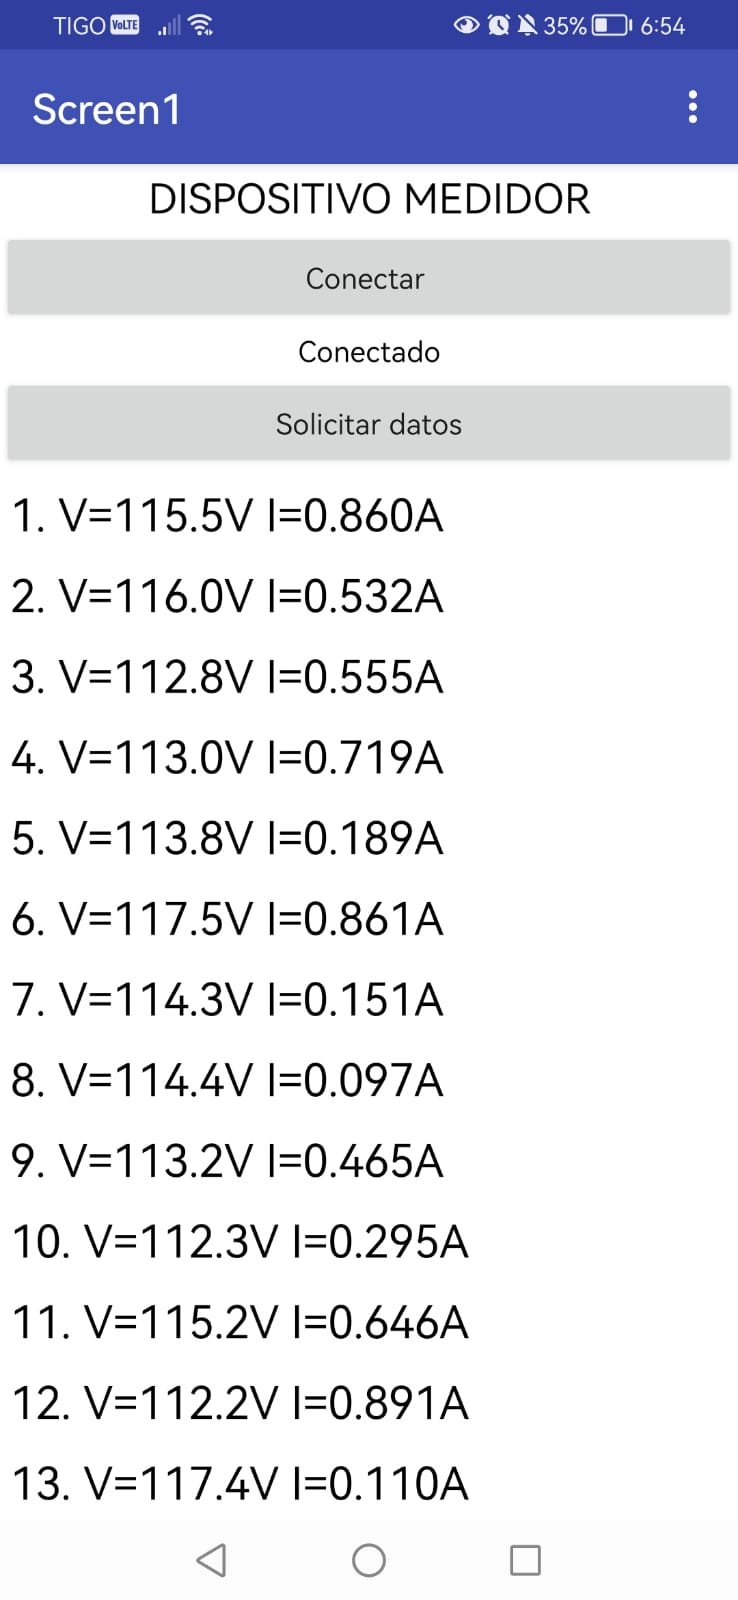 TIGO VoLTE 35% 6:54
Screen1
DISPOSITIVO MEDIDOR
Conectar
Conectado
Solicitar datos
1. V=115.5V I=0.860A
2. V=116.0V I=0.532A
3. V=112.8V I=0.555A
4. V=113.0V I=0.719A
5. V=113.8V I=0.189A
6. V=117.5V I=0.861A
7. V=114.3V I=0.151A
8. V=114.4V I=0.097A
9. V=113.2V I=0.465A
10. V=112.3V I=0.295A
11. V=115.2V I=0.646A
12. V=112.2V I=0.891A
13. V=117.4V I=0.110A